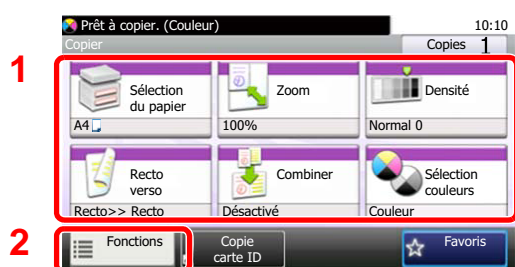 Prêt à copier. (Couleur)
10:10
Copier
Copies 1
1
Sélection
du papier
Zoom
Densité
A4
100%
Normal 0
Recto
verso
Combiner
Sélection
couleurs
Recto>> Recto
Désactivé
Couleur
2
Fonctions
Copie
carte ID
Favoris